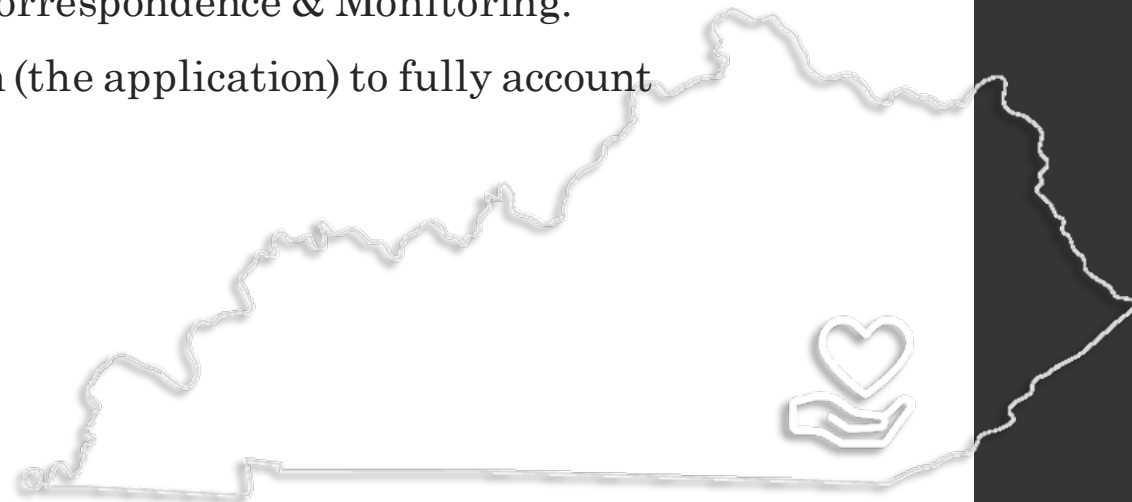 orrespondence & Monitoring.
(the application) to fully account